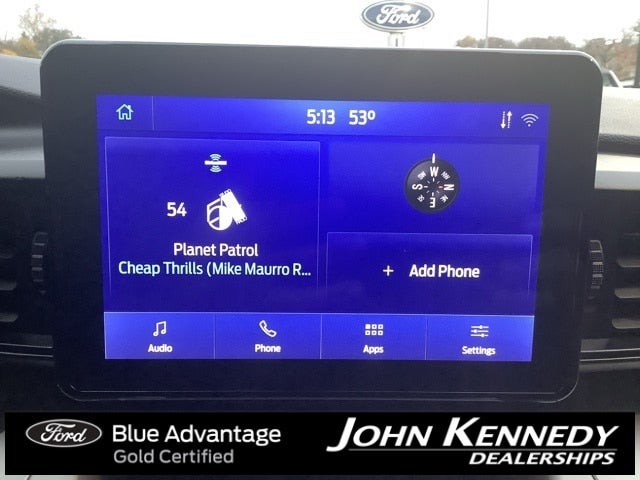 Ford
5:13 53°
54
Planet Patrol
Cheap Thrills (Mike Maurro R...
W
S N
E
+ Add Phone
Audio Phone Apps Settings
Ford Blue Advantage
Gold Certified
JOHN KENNEDY
DEALERSHIPS